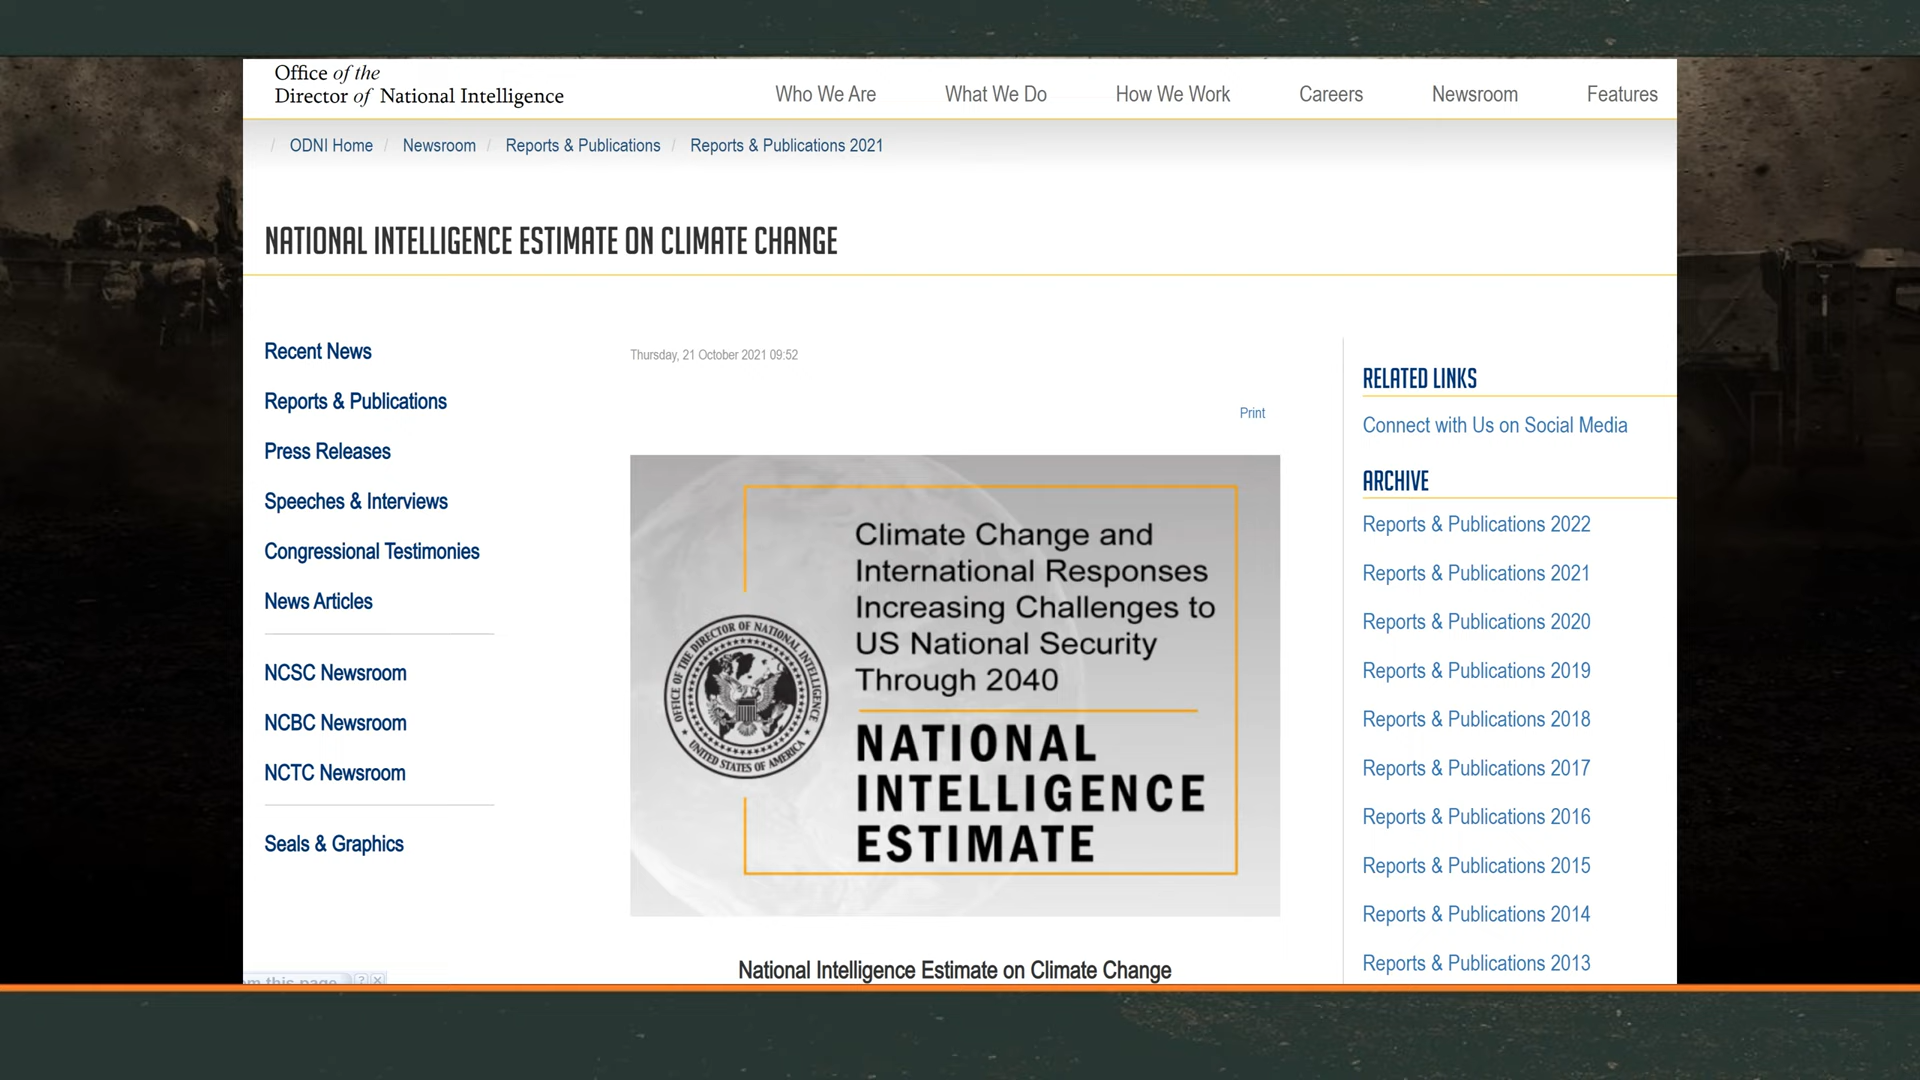 Office of the
Director of National Intelligence
Who We Are
What We Do
How We Work
Careers
Newsroom
Features
/ ODNI Home / Newsroom / Reports & Publications / Reports & Publications 2021
NATIONAL INTELLIGENCE ESTIMATE ON CLIMATE CHANGE
Recent News
Reports & Publications
Press Releases
Speeches & Interviews
Congressional Testimonies
News Articles
NCSC Newsroom
NCBC Newsroom
NCTC Newsroom
Seals & Graphics
Thursday, 21 October 2021 09:52
Print
OFFICE OF THE DIRECTOR OF NATIONAL INTELLIGENCE
UNITED STATES OF AMERICA
Climate Change and
International Responses
Increasing Challenges to
US National Security
Through 2040
NATIONAL
INTELLIGENCE
ESTIMATE
National Intelligence Estimate on Climate Change
RELATED LINKS
Connect with Us on Social Media
ARCHIVE
Reports & Publications 2022
Reports & Publications 2021
Reports & Publications 2020
Reports & Publications 2019
Reports & Publications 2018
Reports & Publications 2017
Reports & Publications 2016
Reports & Publications 2015
Reports & Publications 2014
Reports & Publications 2013
this page ? X